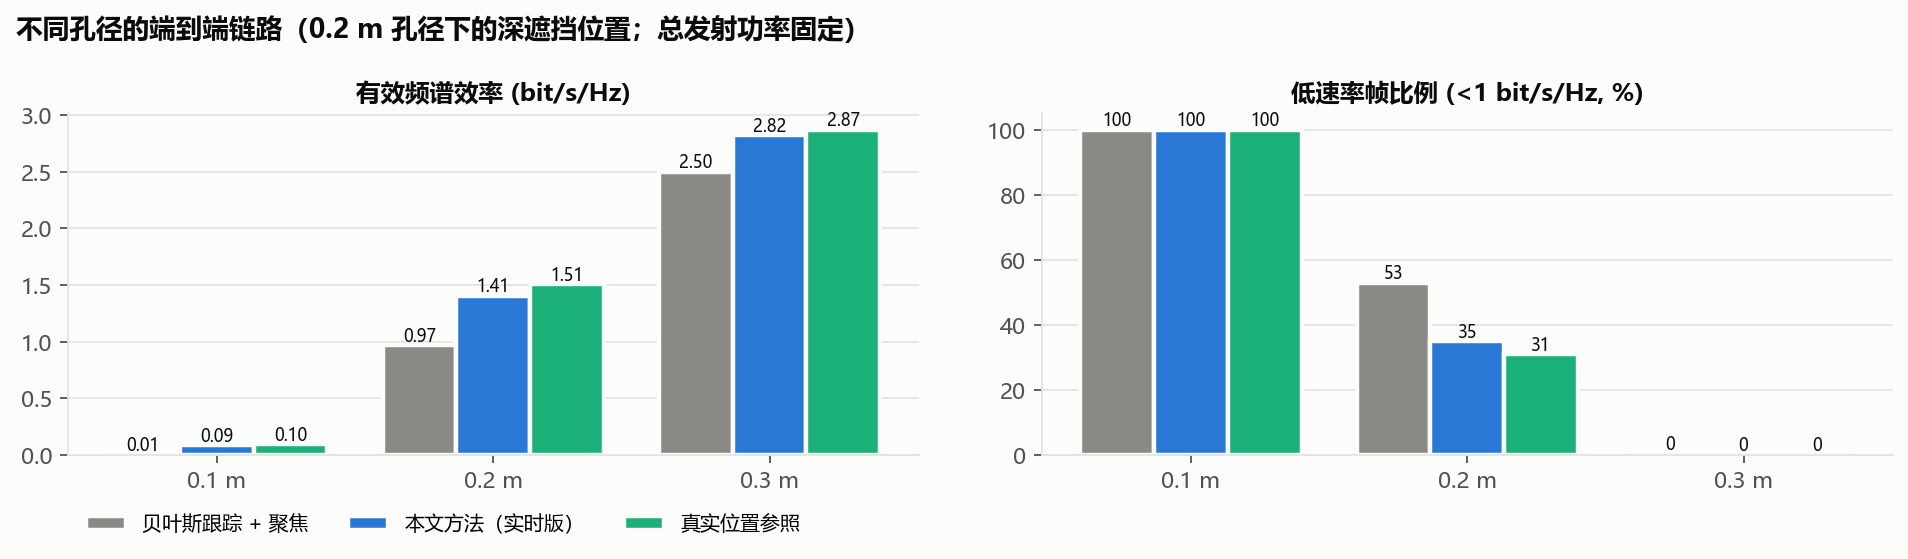 不同孔径的端到端链路（0.2 m 孔径下的深遮挡位置；总发射功率固定）
有效频谱效率 (bit/s/Hz)
3.0
2.5
2.0
1.5
1.0
0.5
0.0
0.01
0.09
0.10
0.97
1.41
1.51
2.50
2.82
2.87
0.1 m
0.2 m
0.3 m
低速率帧比例 (<1 bit/s/Hz, %)
100
80
60
40
20
0
100
100
100
53
35
31
0
0
0
0.1 m
0.2 m
0.3 m
贝叶斯跟踪 + 聚焦
本文方法（实时版）
真实位置参照